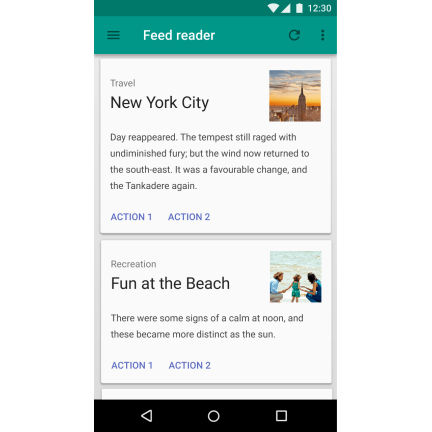 12:30
Feed reader
Travel
New York City
Day reappeared. The tempest still raged with
undiminished fury; but the wind now returned to
the south-east. It was a favourable change, and
the Tankadere again.
ACTION 1 ACTION 2
Recreation
Fun at the Beach
There were some signs of a calm at noon, and
these became more distinct as the sun.
ACTION 1 ACTION 2